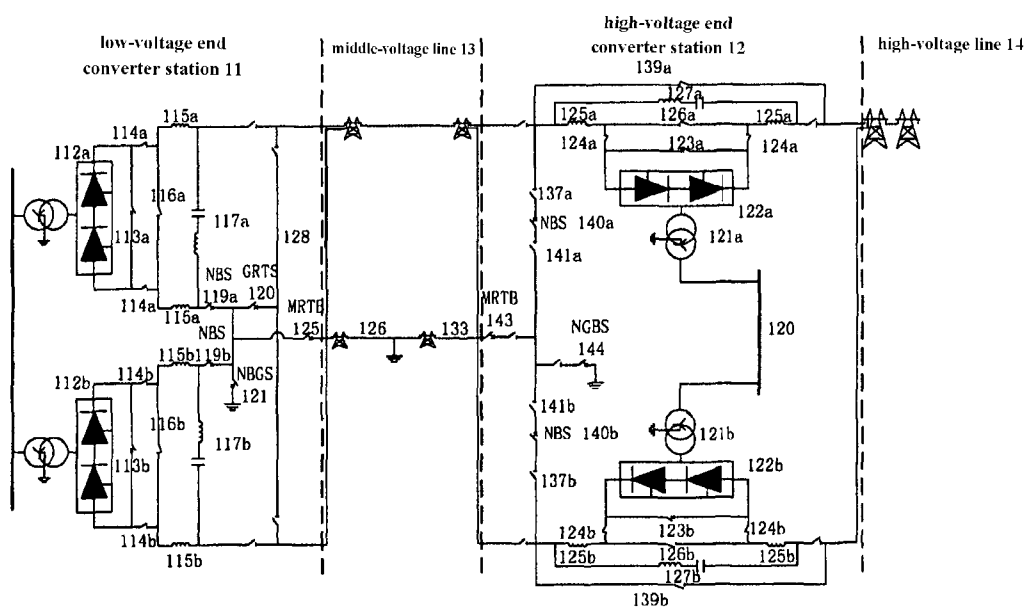 low-voltage end
converter station 11
middle-voltage line 13
high-voltage end
converter station 12
high-voltage line 14
139a
127a
115a
125a
126a
125a
114a
124a
123a
124a
112a
116a
137a
122a
117a
NBS
140a
113a
128
121a
141a
NBS
GRTS
114a
119a
120
115a
MRTB
MRTB
NBS
125
126
133
143
120
NGBS
115b
119b
144
112b
114b
NBGS
121
141b
116b
NBS
140b
121b
117b
113b
137b
122b
114b
124b
123b
124b
115b
125b
126b
125b
127b
139b